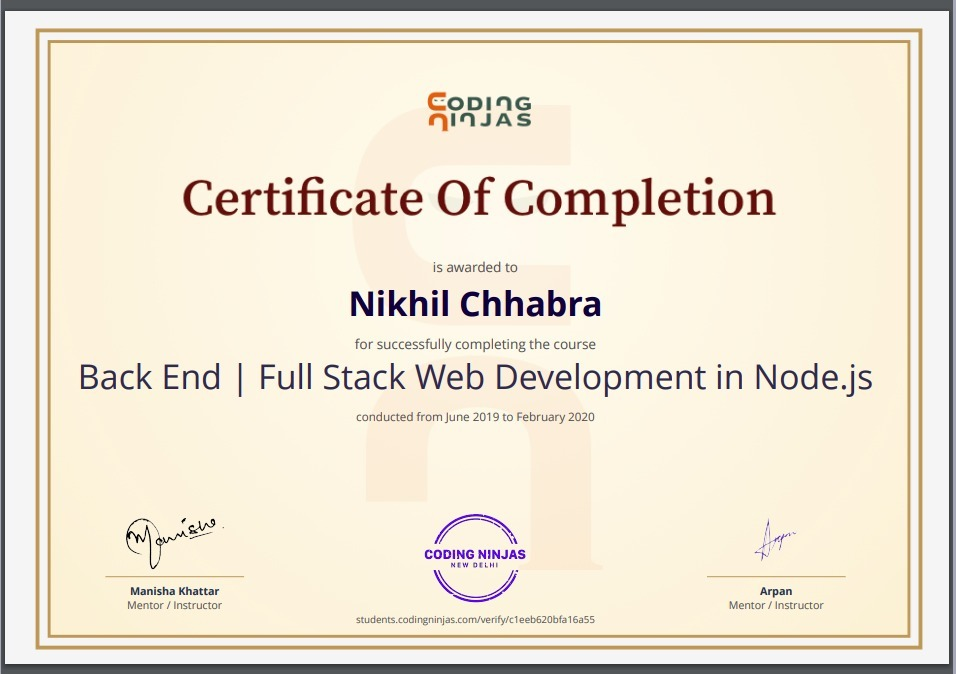 CODING
NINJAS
Certificate Of Completion
is awarded to
Nikhil Chhabra
for successfully completing the course
Back End | Full Stack Web Development in Node.js
conducted from June 2019 to February 2020
Manisha
Arpan
CODING NINJAS
NEW DELHI
Manisha Khattar
Arpan
Mentor / Instructor
Mentor / Instructor
students.codingninjas.com/verify/c1eeb620bfa16a55